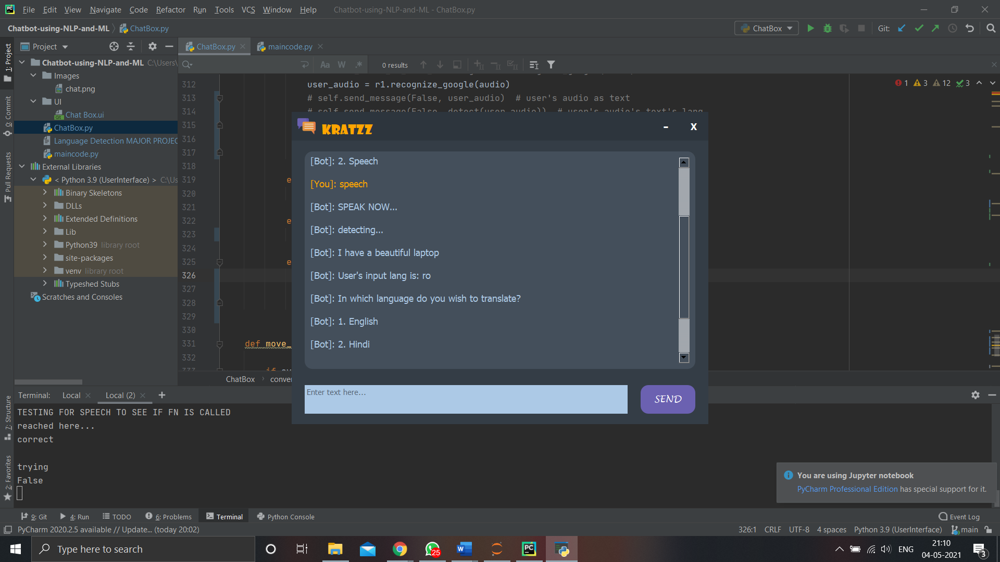 File Edit View Navigate Code Refactor Run Tools VCS Window Help Chatbot-using-NLP-and-ML - ChatBox.py
Chatbot-using-NLP-and-ML ChatBox.py ChatBox Git:
1: Project
0: Commit
Pull Requests
7: Structure
2: Favorites
Project
Chatbot-using-NLP-and-ML C:\Users\
Images
chat.png
UI
Chat Box.ui
ChatBox.py
Language Detection MAJOR PROJEC
maincode.py
External Libraries
< Python 3.9 (UserInterface) > C:\Us
Binary Skeletons
DLLs
Extended Definitions
Lib
Python39 library root
site-packages
venv library root
Typeshed Stubs
Scratches and Consoles
ChatBox.py maincode.py
Aa W .* 0 results
1 3 12 3
312 user_audio = r1.recognize_google(audio)
313 # self.send_message(False, user_audio) # user's audio as text
314 # self.send_message(False, detect(user_audio)) # user's audio's text's lang
315
316
317
318
319 e
320
321
322 e
323
324
325 e
326
327
328
329
330
331 def move_
332
333 if ev
ChatBox conver
KRATZZ - X
[Bot]: 2. Speech
[You]: speech
[Bot]: SPEAK NOW...
[Bot]: detecting...
[Bot]: I have a beautiful laptop
[Bot]: User's input lang is: ro
[Bot]: In which language do you wish to translate?
[Bot]: 1. English
[Bot]: 2. Hindi
Enter text here...
SEND
Terminal: Local Local (2) +
TESTING FOR SPEECH TO SEE IF FN IS CALLED
reached here...
correct
trying
False
You are using Jupyter notebook
PyCharm Professional Edition has special support for it.
9: Git 4: Run TODO 6: Problems Terminal Python Console Event Log
PyCharm 2020.2.5 available // Update... (today 20:02) 326:1 CRLF UTF-8 4 spaces Python 3.9 (UserInterface) main
Type here to search 25 ENG 21:10
04-05-2021 3